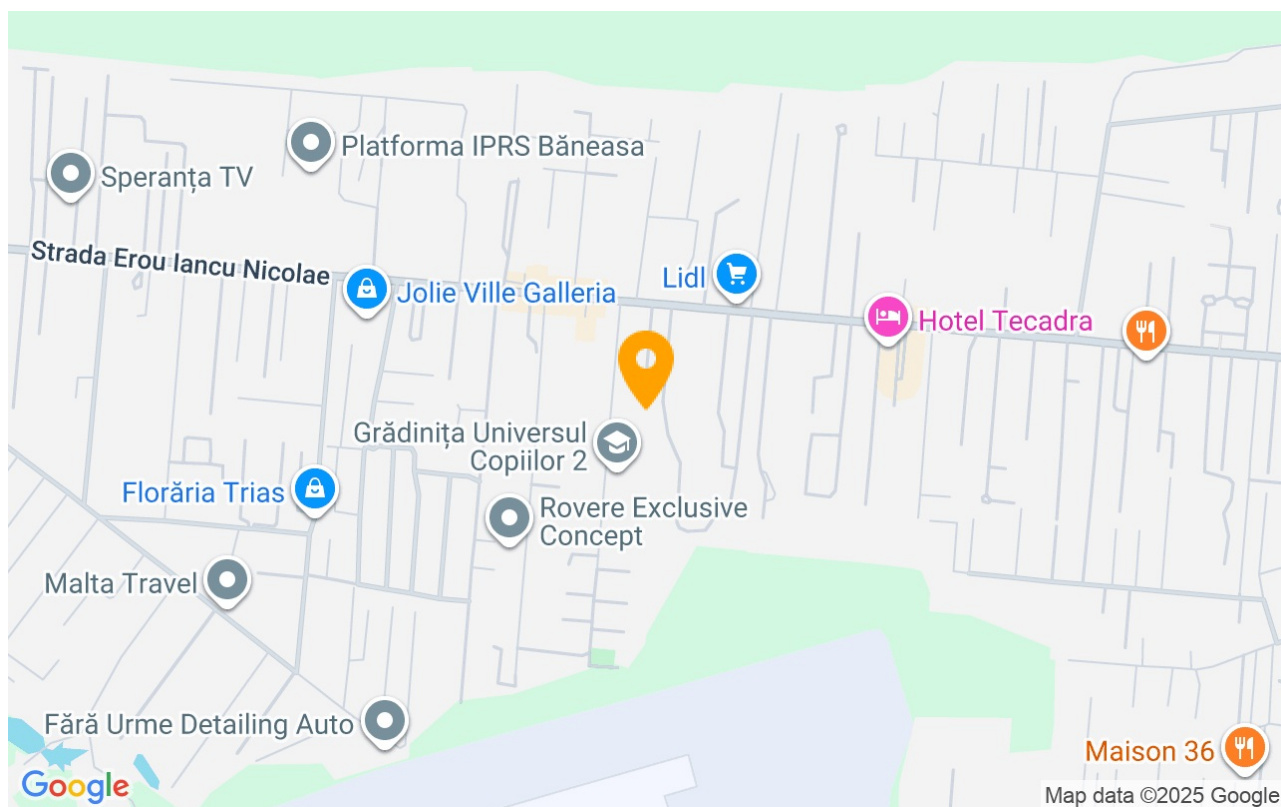 Platforma IPRS Băneasa
Speranța TV
Strada Erou Iancu Nicolae
Lidl
Jolie Ville Galleria
Hotel Tecadra
Grădinița Universul
Copiilor 2
Florăria Trias
Rovere Exclusive
Concept
Malta Travel
Fără Urme Detailing Auto
Maison 36
Google
Map data ©2025 Google